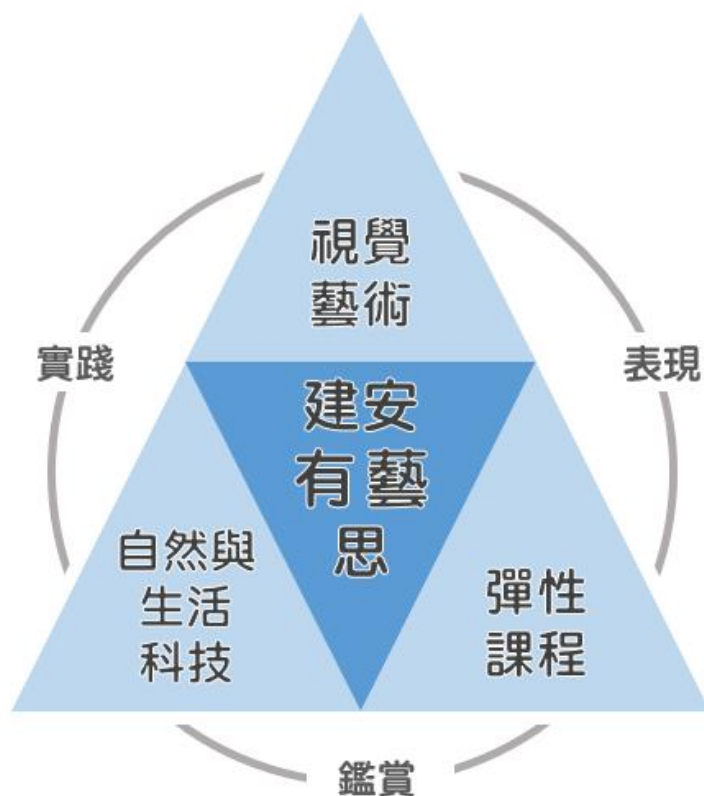 視覺
藝術
實踐
表現
建安
有藝
思
自然與
生活
科技
彈性
課程
鑑賞